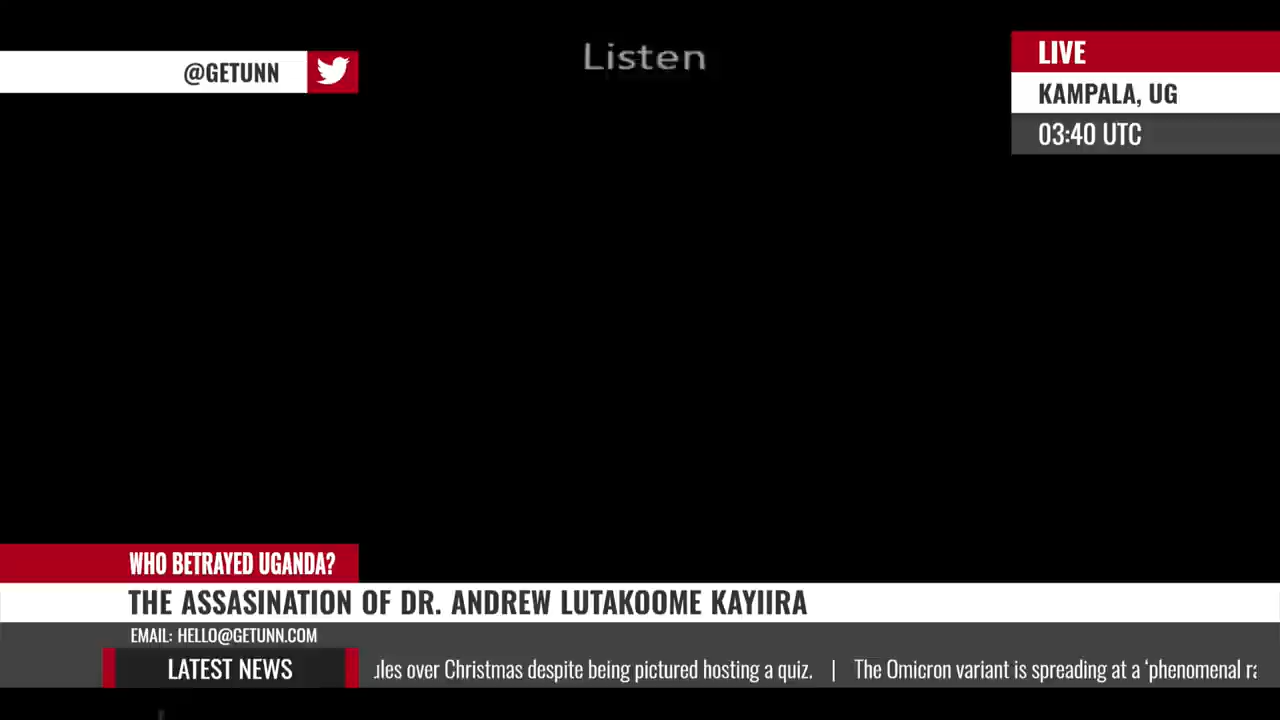 Listen
@GETUNN
LIVE
KAMPALA, UG
03:40 UTC
WHO BETRAYED UGANDA?
THE ASSASINATION OF DR. ANDREW LUTAKOOME KAYIIRA
EMAIL: HELLO@GETUNN.COM
LATEST NEWS
over Christmas despite being pictured hosting a quiz. | The Omicron variant is spreading at a ‘phenomenal